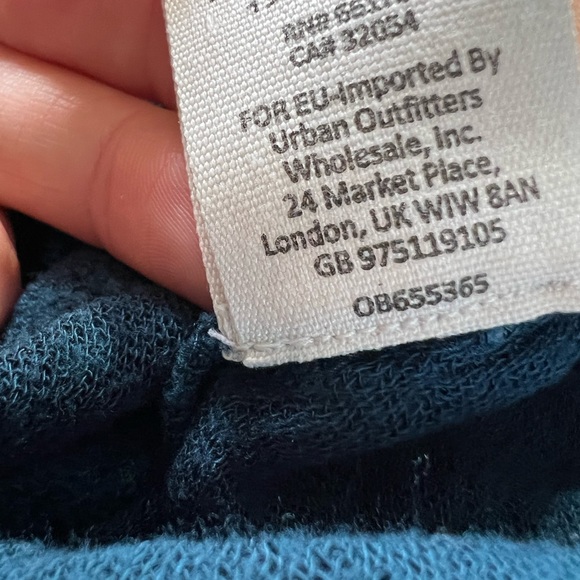 CA# 32054
FOR EU-Imported By
Urban Outfitters
Wholesale, Inc.
24 Market Place,
London, UK W1W 8AN
GB 975119105
OB655365